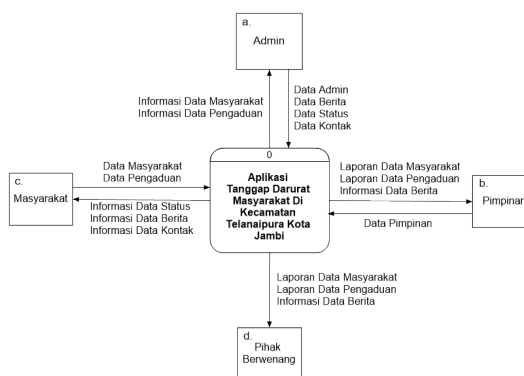 a.
Admin
Informasi Data Masyarakat
Informasi Data Pengaduan
Data Admin
Data Berita
Data Status
Data Kontak
0
Aplikasi
Tanggap Darurat
Masyarakat Di
Kecamatan
Telanaipura Kota
Jambi
c.
Masyarakat
Data Masyarakat
Data Pengaduan
Informasi Data Status
Informasi Data Berita
Informasi Data Kontak
Laporan Data Masyarakat
Laporan Data Pengaduan
Informasi Data Berita
Data Pimpinan
b.
Pimpinan
Laporan Data Masyarakat
Laporan Data Pengaduan
Informasi Data Berita
d.
Pihak
Berwenang